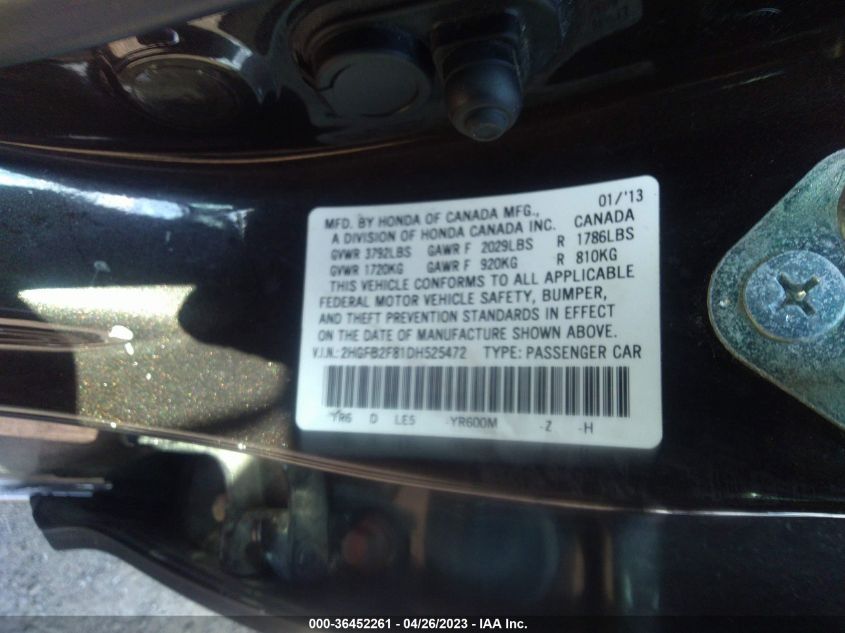 01/'13
MFD. BY HONDA OF CANADA MFG.,
A DIVISION OF HONDA CANADA INC. CANADA
GVWR 3792LBS GAWR F 2029LBS R 1786LBS
GVWR 1720KG GAWR F 920KG R 810KG
THIS VEHICLE CONFORMS TO ALL APPLICABLE
FEDERAL MOTOR VEHICLE SAFETY, BUMPER,
AND THEFT PREVENTION STANDARDS IN EFFECT
ON THE DATE OF MANUFACTURE SHOWN ABOVE.
V.I.N.:2HGFB2F81DH525472 TYPE: PASSENGER CAR
YR6 D LE5 -YR600M -Z -H
000-36452261 - 04/26/2023 - IAA Inc.